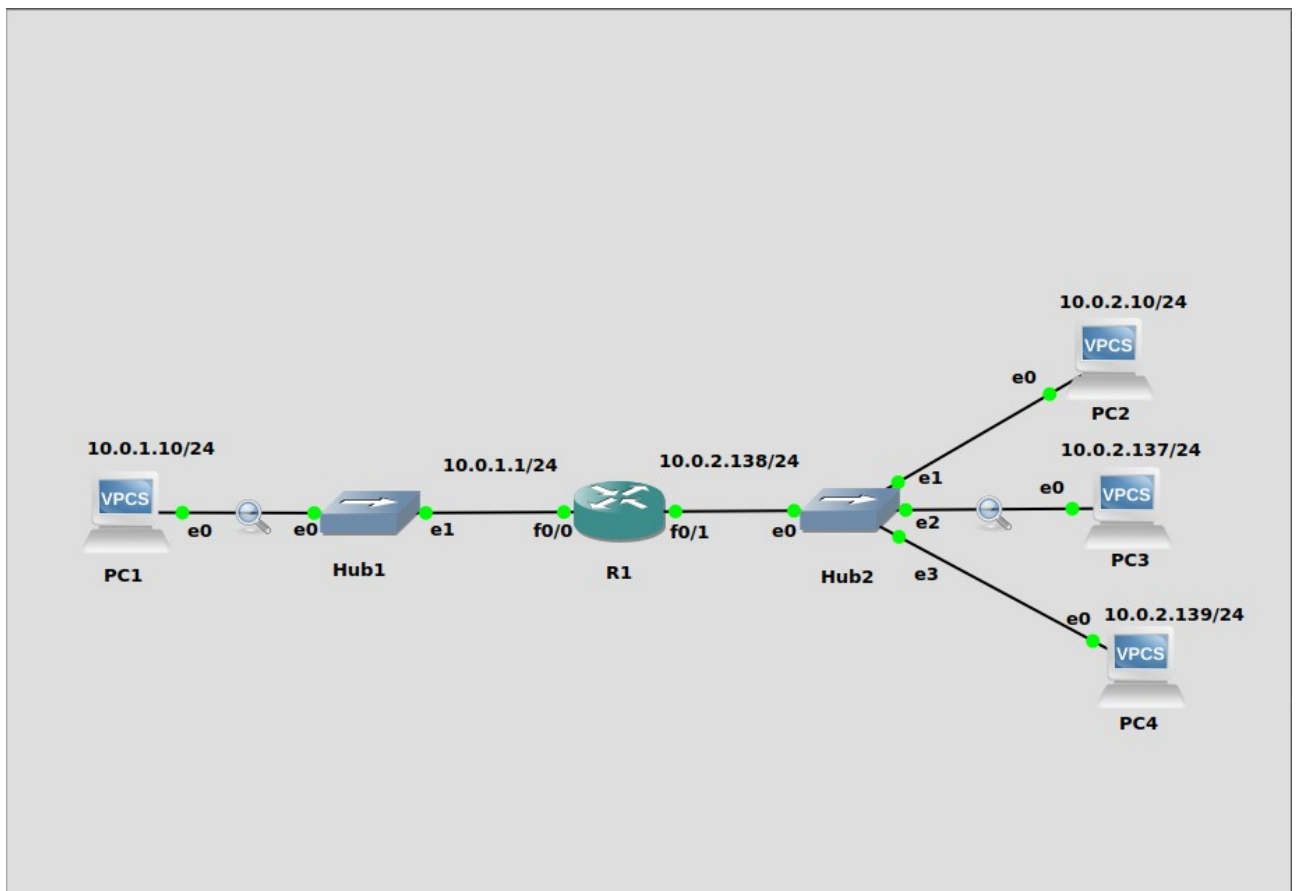 10.0.2.10/24
VPCS
e0
PC2
10.0.1.10/24
VPCS
e0
PC1
e0
Hub1
e1
10.0.1.1/24
f0/0
R1
f0/1
10.0.2.138/24
e0
Hub2
e1
e2
e3
10.0.2.137/24
e0
VPCS
PC3
e0
10.0.2.139/24
VPCS
PC4